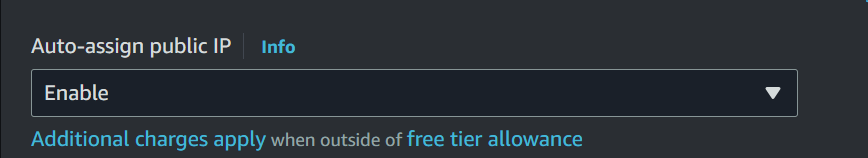 Auto-assign public IP Info
Enable
Additional charges apply when outside of free tier allowance